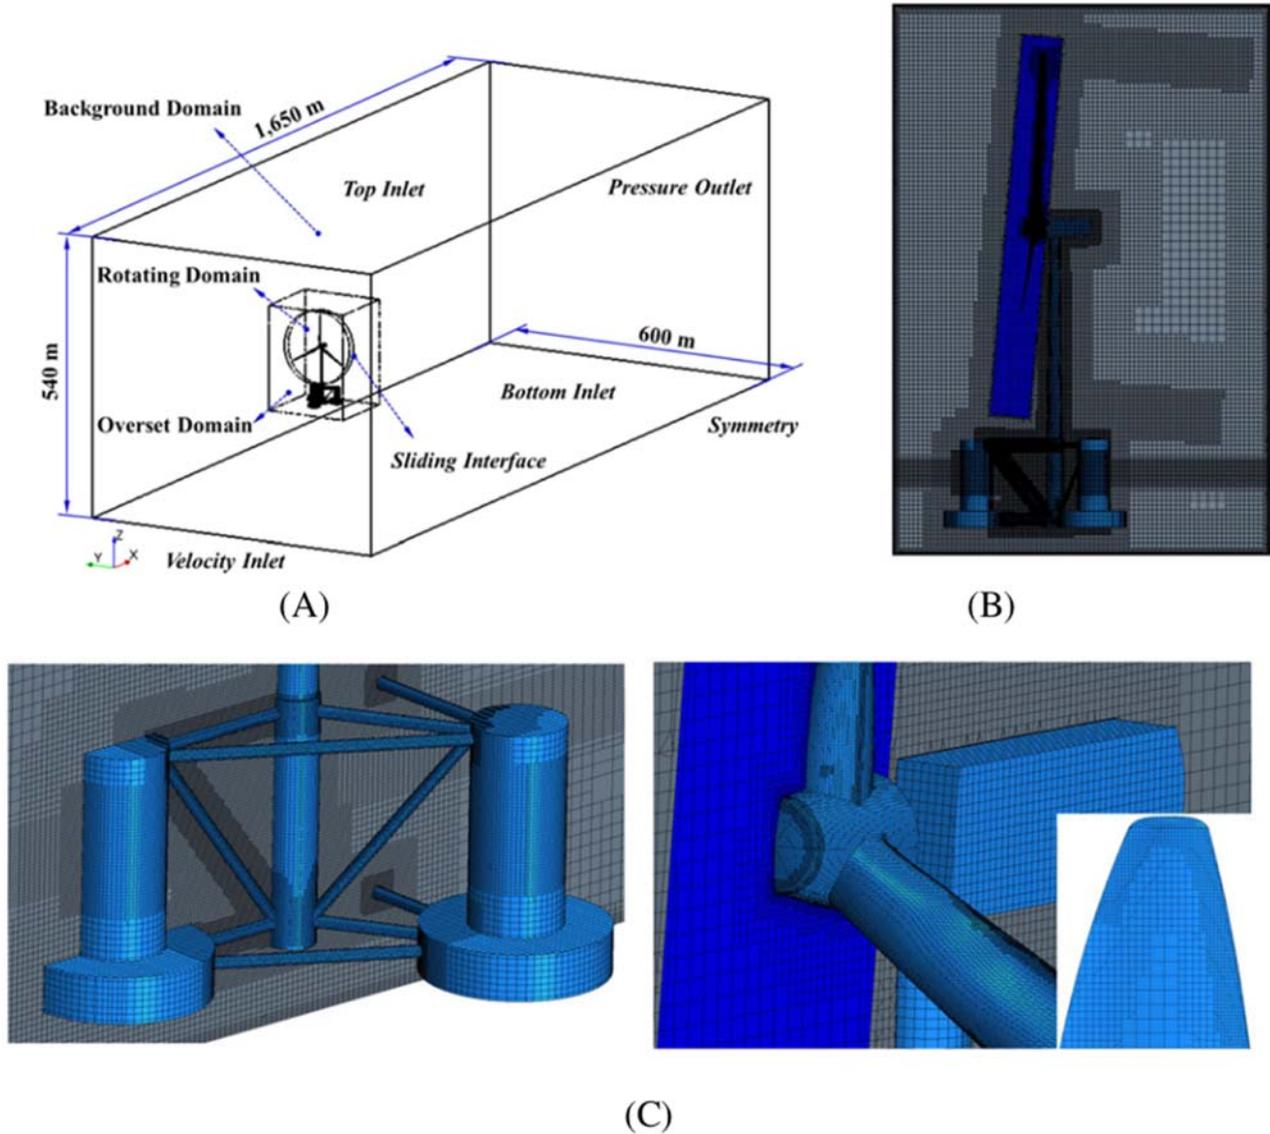 Background Domain
1,650 m
Top Inlet
Pressure Outlet
Rotating Domain
600 m
540 m
Bottom Inlet
Overset Domain
Symmetry
Sliding Interface
Z
Y
X
Velocity Inlet
(A)
(B)
(C)